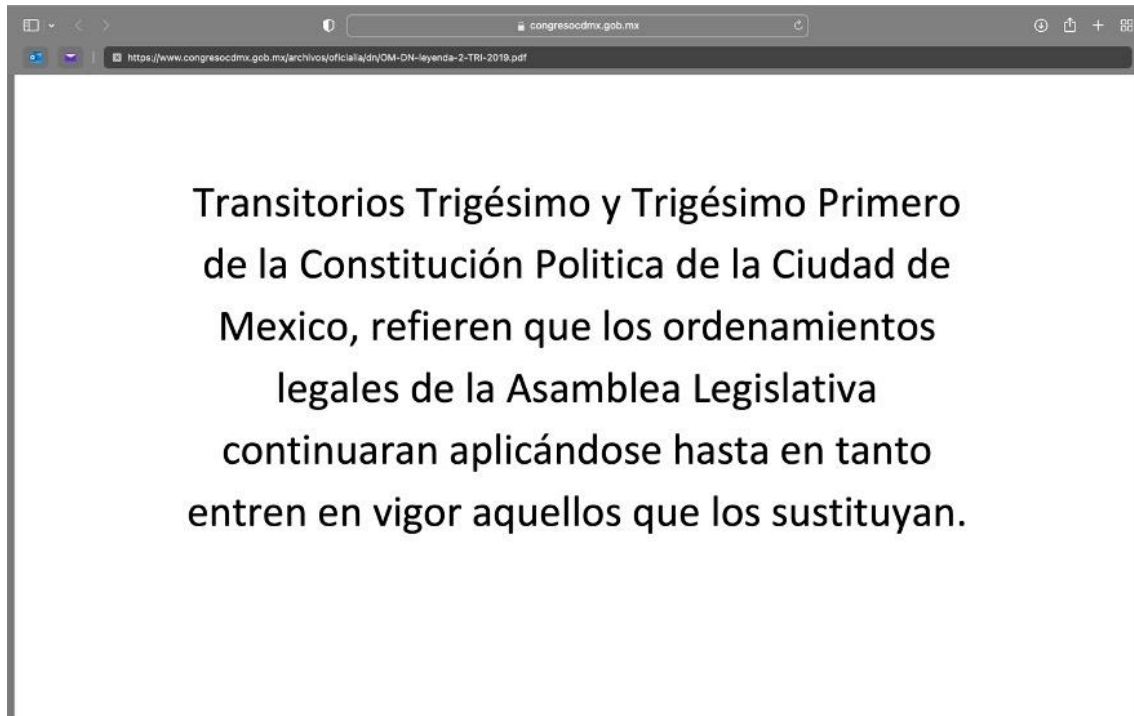 congresocdmx.gob.mx
https://www.congresocdmx.gob.mx/archivos/oficialia/dn/OM-DN-leyenda-2-TRI-2019.pdf
Transitorios Trigésimo y Trigésimo Primero
de la Constitución Politica de la Ciudad de
Mexico, refieren que los ordenamientos
legales de la Asamblea Legislativa
continuaran aplicándose hasta en tanto
entren en vigor aquellos que los sustituyan.